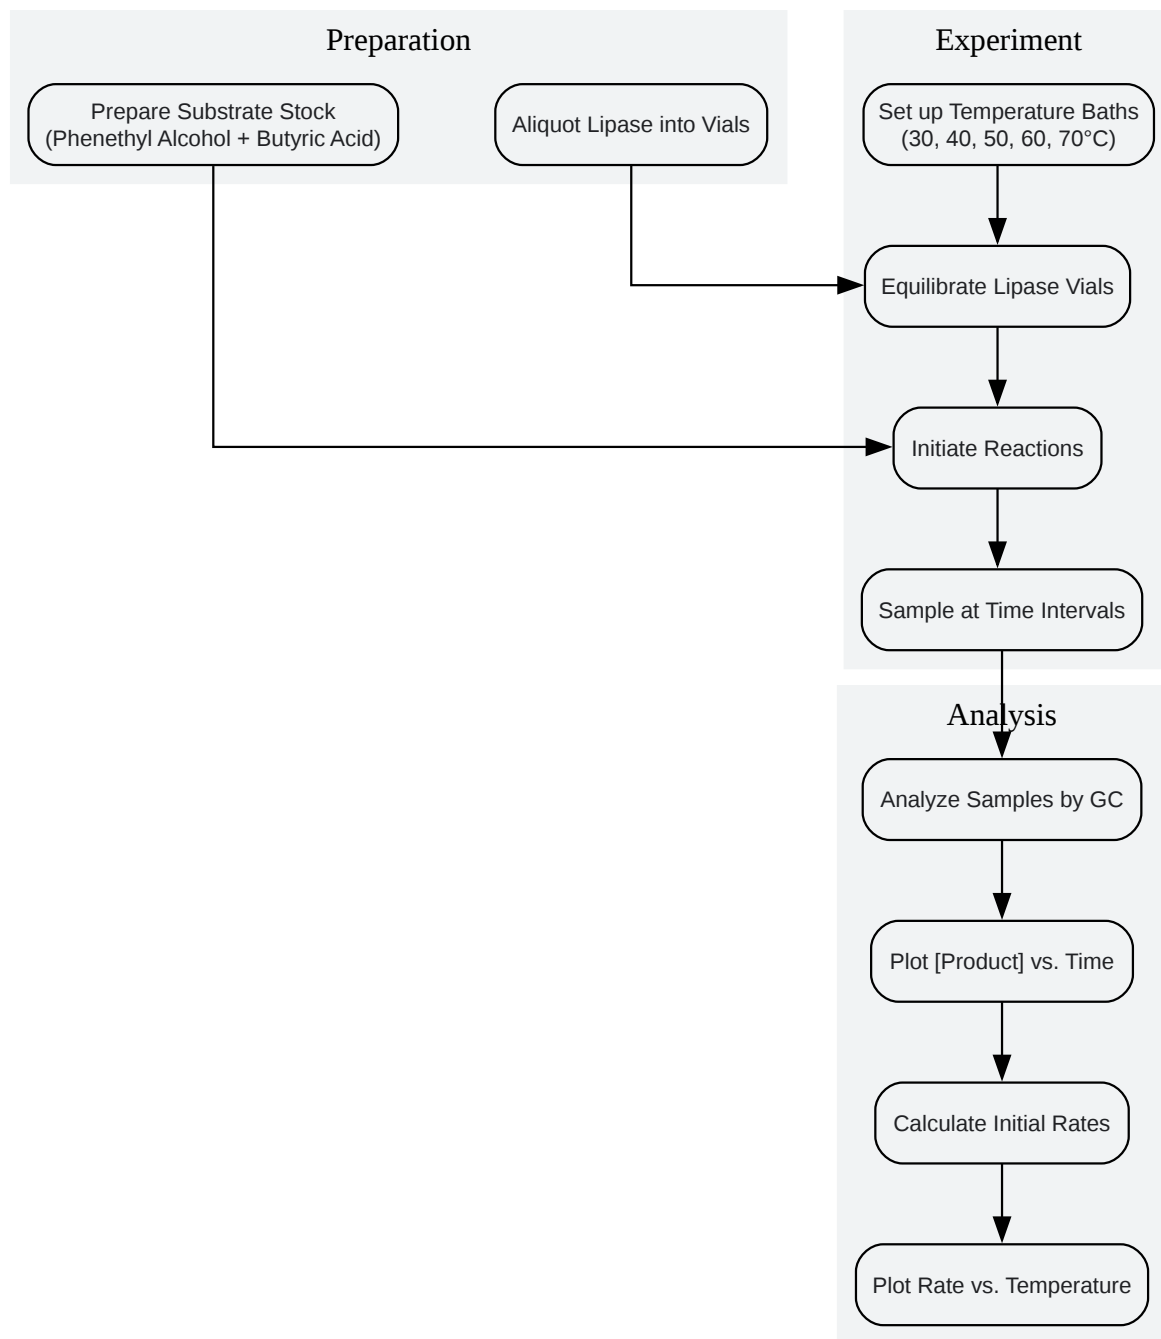 Preparation
Prepare Substrate Stock
(Phenethyl Alcohol + Butyric Acid)
Aliquot Lipase into Vials
Experiment
Set up Temperature Baths
(30, 40, 50, 60, 70°C)
Equilibrate Lipase Vials
Initiate Reactions
Sample at Time Intervals
Analysis
Analyze Samples by GC
Plot [Product] vs. Time
Calculate Initial Rates
Plot Rate vs. Temperature